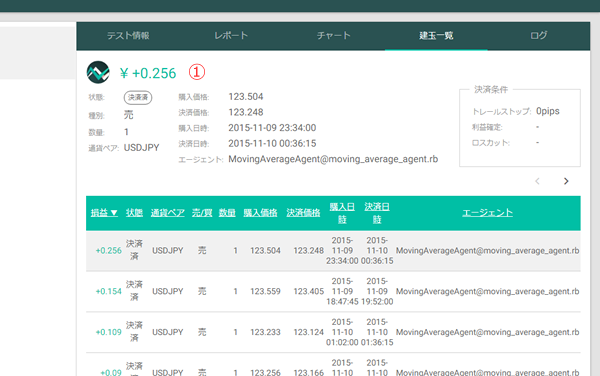 テスト情報 レポート チャート 建玉一覧 ログ
¥ +0.256 ①
状態: 決済済
種別: 売
数量: 1
通貨ペア: USDJPY
購入価格: 123.504
決済価格: 123.248
購入日時: 2015-11-09 23:34:00
決済日時: 2015-11-10 00:36:15
エージェント: MovingAverageAgent@moving_average_agent.rb
決済条件
トレールストップ: 0pips
利益確定: -
ロスカット: -
損益▼ 状態 通貨ペア 売/買 数量 購入価格 決済価格 購入日時 決済日時 エージェント
+0.256 決済済 USDJPY 売 1 123.504 123.248 2015-11-09 23:34:00 2015-11-10 00:36:15 MovingAverageAgent@moving_average_agent.rb
+0.154 決済済 USDJPY 売 1 123.559 123.405 2015-11-09 18:47:45 2015-11-09 19:52:00 MovingAverageAgent@moving_average_agent.rb
+0.109 決済済 USDJPY 売 1 123.233 123.124 2015-11-10 01:02:00 2015-11-10 01:36:15 MovingAverageAgent@moving_average_agent.rb
+0.09 決済 USDJPY 売 1 123.256 123.166 2015-11-10 2015-11-10 MovingAverageAgent@moving_average_agent.rb